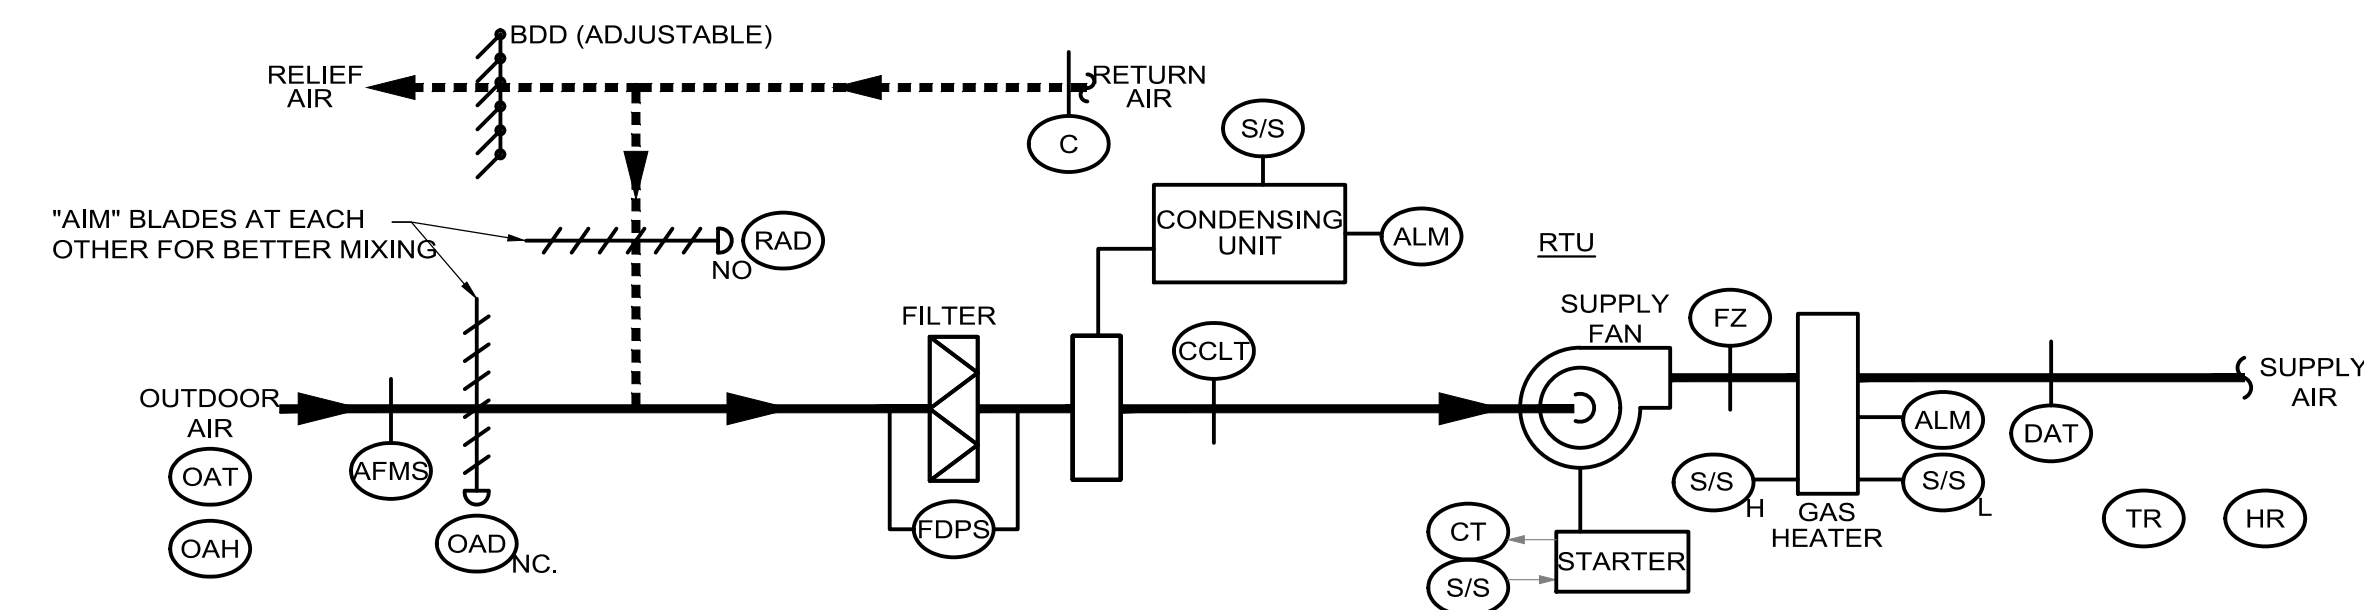 BDD (ADJUSTABLE)
RELIEF
AIR
RETURN
AIR
C
S/S
CONDENSING
UNIT
ALM
"AIM" BLADES AT EACH
OTHER FOR BETTER MIXING
RAD
NO
RTU
SUPPLY
FAN
FZ
FILTER
CCLT
OUTDOOR
AIR
OAT
OAH
AFMS
OAD
NC.
FDPS
CT
S/S
STARTER
S/S
H
GAS
HEATER
ALM
S/S
L
DAT
SUPPLY
AIR
TR
HR